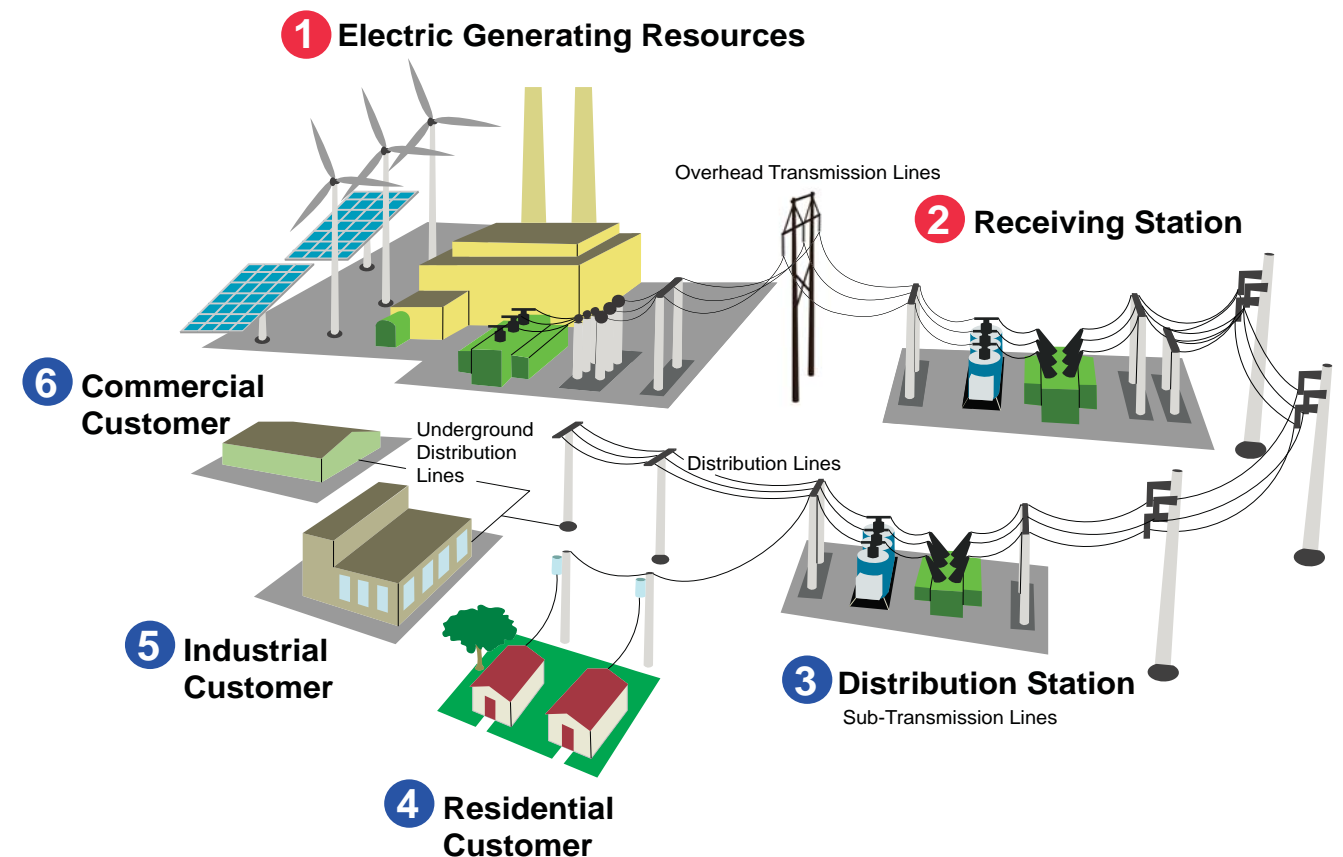 1 Electric Generating Resources
Overhead Transmission Lines
2 Receiving Station
6 Commercial
Customer
Underground
Distribution
Lines
Distribution Lines
5 Industrial
Customer
3 Distribution Station
Sub-Transmission Lines
4 Residential
Customer